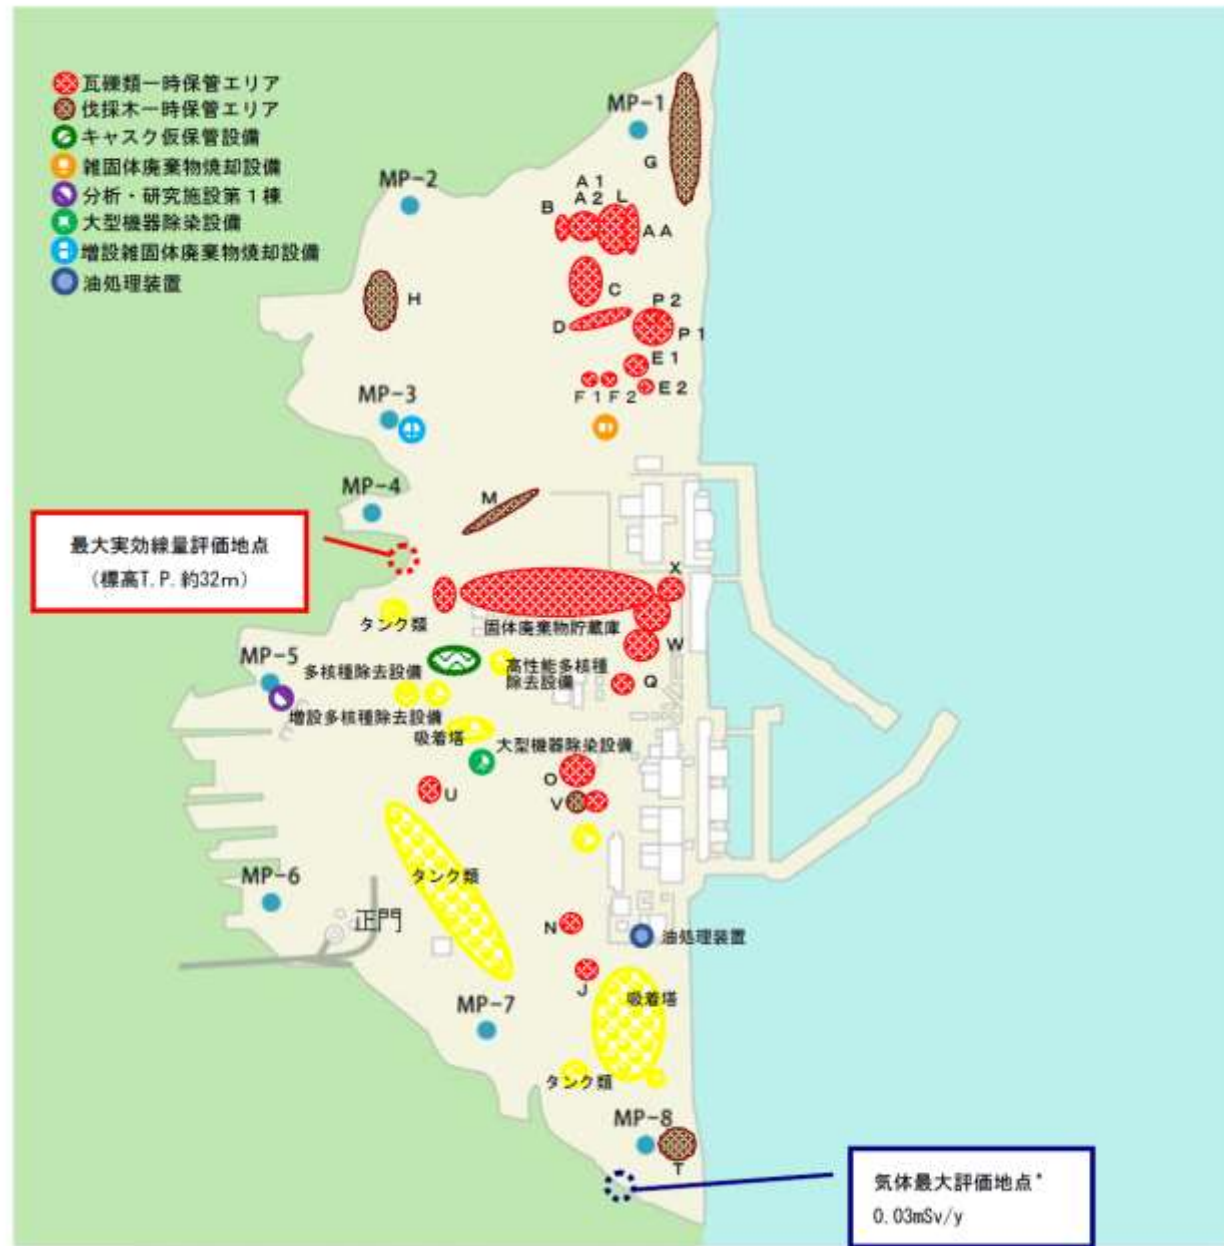 瓦礫類一時保管エリア
伐採木一時保管エリア
キャスク仮保管設備
雑固体廃棄物焼却設備
分析・研究施設第1棟
大型機器除染設備
増設雑固体廃棄物焼却設備
油処理装置
MP-1
G
MP-2
A1
A2
L
B
AA
H
C
P2
D
P1
E1
MP-3
F1
F2
E2
MP-4
M
最大実効線量評価地点
(標高T.P.約32m)
X
タンク類
固体廃棄物貯蔵庫
W
MP-5
多核種除去設備
高性能多核種
除去設備
Q
増設多核種除去設備
吸着塔
大型機器除染設備
O
U
V
MP-6
タンク類
正門
N
油処理装置
J
吸着塔
MP-7
タンク類
MP-8
T
気体最大評価地点*
0.03mSv/y